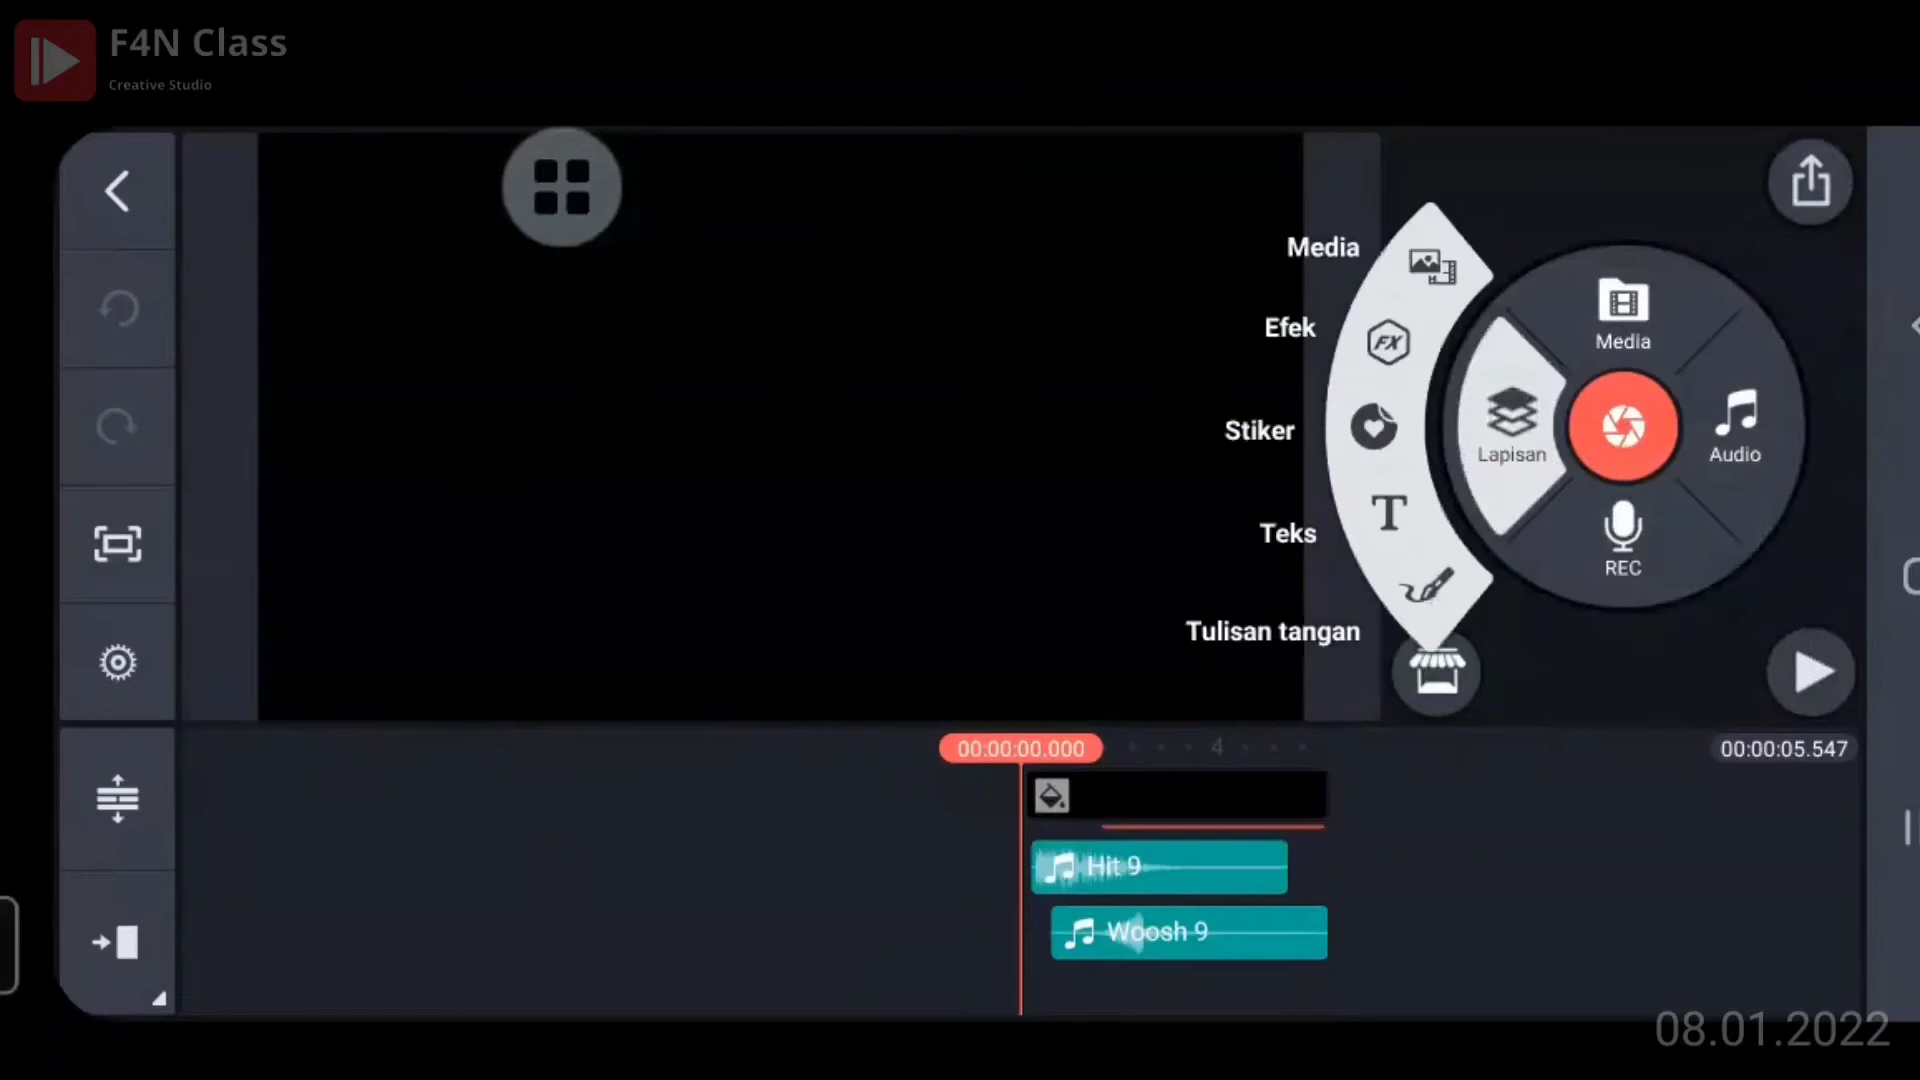 F4N Class
Creative Studio
Media
Efek
Stiker
Teks
Tulisan tangan
FX
T
Media
Lapisan
Audio
REC
00:00:00.000
4
00:00:05.547
Hit 9
Woosh 9
08.01.2022